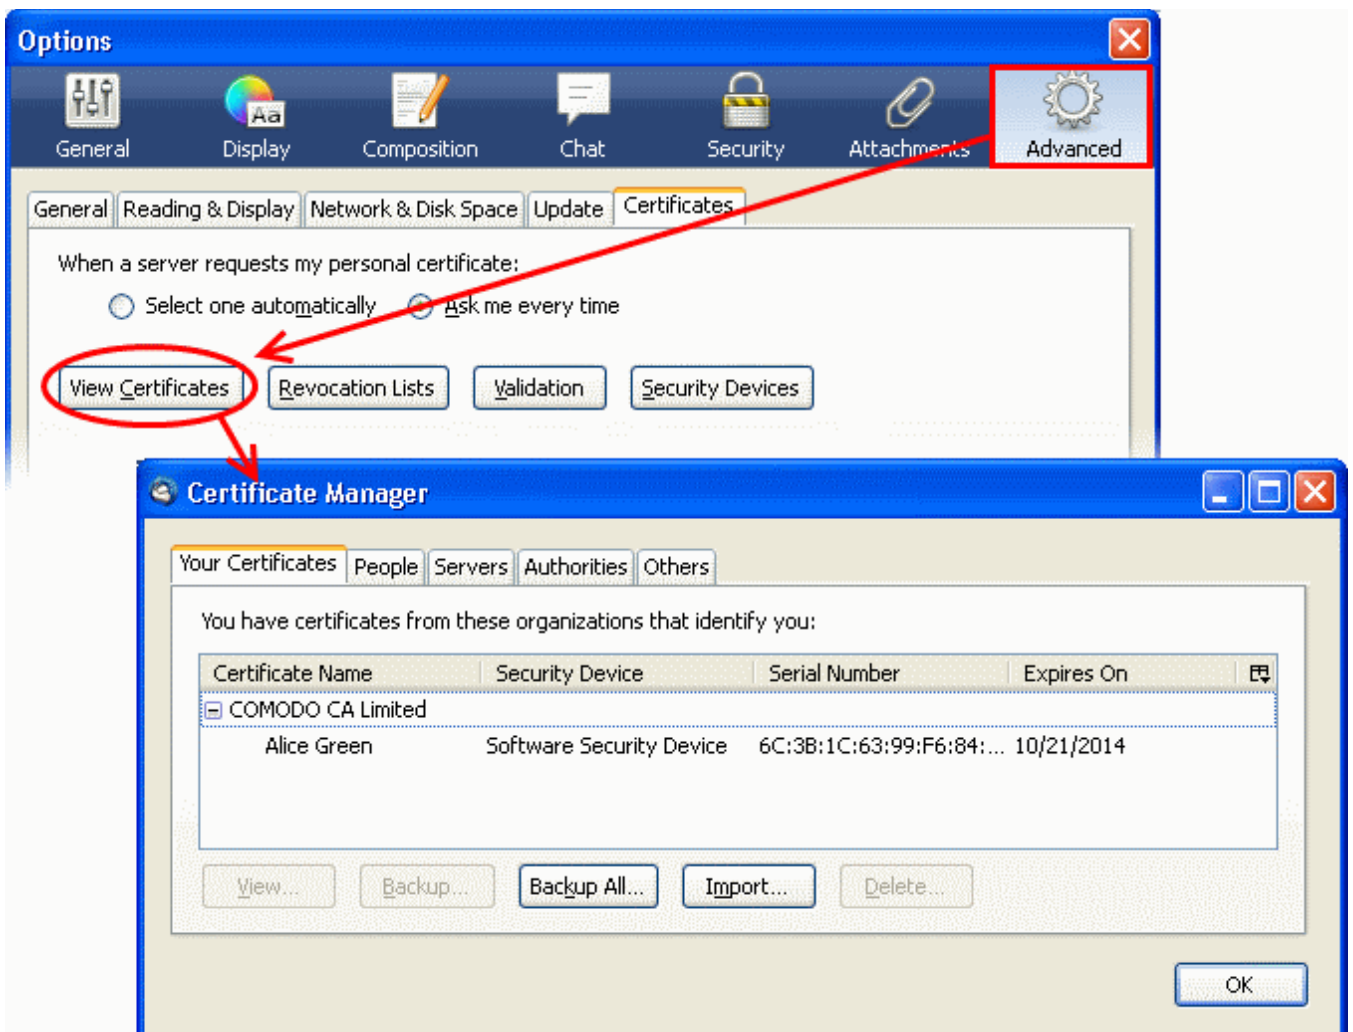 Options
General Display Composition Chat Security Attachments Advanced
General Reading & Display Network & Disk Space Update Certificates
When a server requests my personal certificate:
Select one automatically Ask me every time
View Certificates Revocation Lists Validation Security Devices
Certificate Manager
Your Certificates People Servers Authorities Others
You have certificates from these organizations that identify you:
Certificate Name Security Device Serial Number Expires On
COMODO CA Limited
Alice Green Software Security Device 6C:3B:1C:63:99:F6:84:... 10/21/2014
View... Backup... Backup All... Import... Delete...
OK
Aa